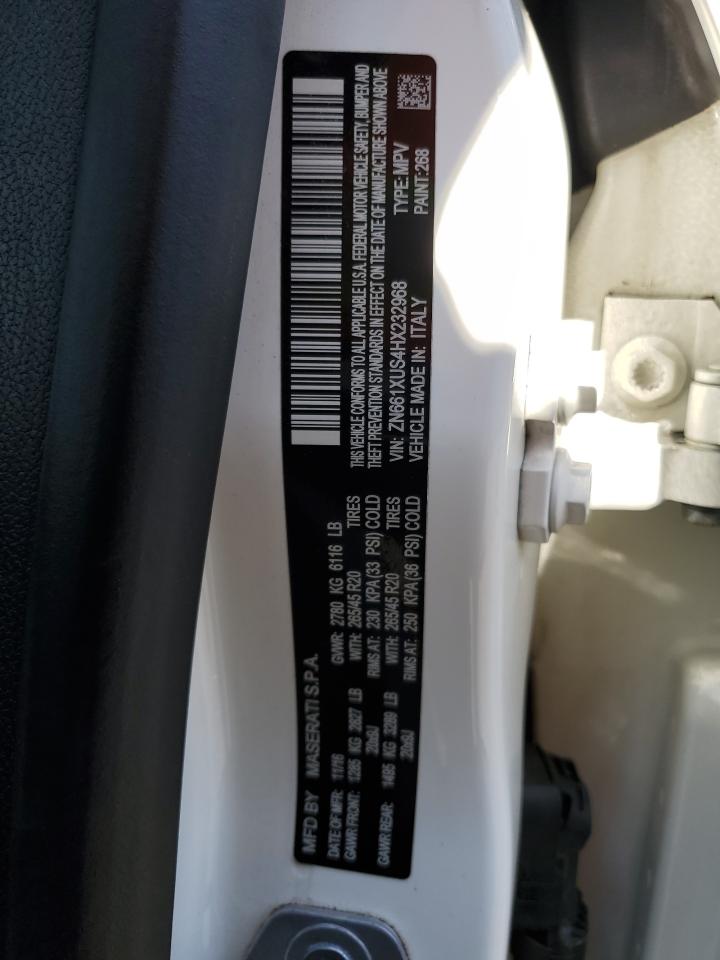 MFD BY MASERATI S.P.A.
DATE OF MFR: 11/16 GVWR: 2780 KG 6116 LB
GAWR FRONT: 1285 KG 2827 LB WITH: 265/45 R20 TIRES
20x9J RIMS AT: 230 KPA(33 PSI) COLD
GAWR REAR: 1495 KG 3289 LB WITH: 265/45 R20 TIRES
20x9J RIMS AT: 250 KPA(36 PSI) COLD
THIS VEHICLE CONFORMS TO ALL APPLICABLE U.S.A. FEDERAL MOTOR VEHICLE SAFETY, BUMPER AND
THEFT PREVENTION STANDARDS IN EFFECT ON THE DATE OF MANUFACTURE SHOWN ABOVE
VIN: ZN661XUS4HX232968 TYPE: MPV
VEHICLE MADE IN: ITALY PAINT: 268